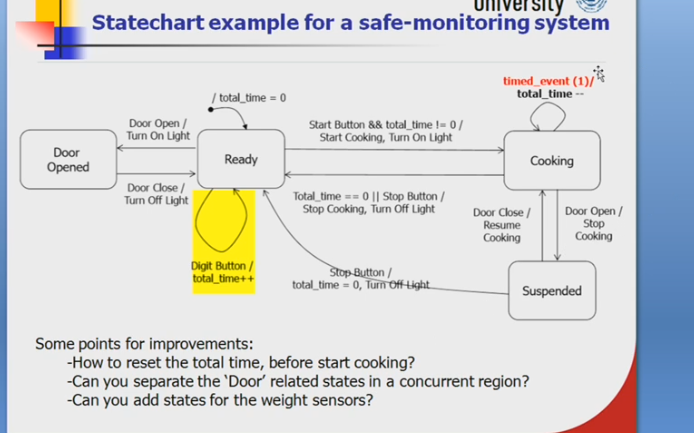 University
Statechart example for a safe-monitoring system
timed_event (1)/
total_time --
/ total_time = 0
Door Open /
Turn On Light
Start Button && total_time != 0 /
Start Cooking, Turn On Light
Door
Opened
Ready
Cooking
Door Close /
Turn Off Light
Total_time == 0 || Stop Button /
Stop Cooking, Turn Off Light
Door Close /
Resume
Cooking
Door Open /
Stop
Cooking
Digit Button /
total_time++
Stop Button /
total_time = 0, Turn Off Light
Suspended
Some points for improvements:
-How to reset the total time, before start cooking?
-Can you separate the ‘Door’ related states in a concurrent region?
-Can you add states for the weight sensors?